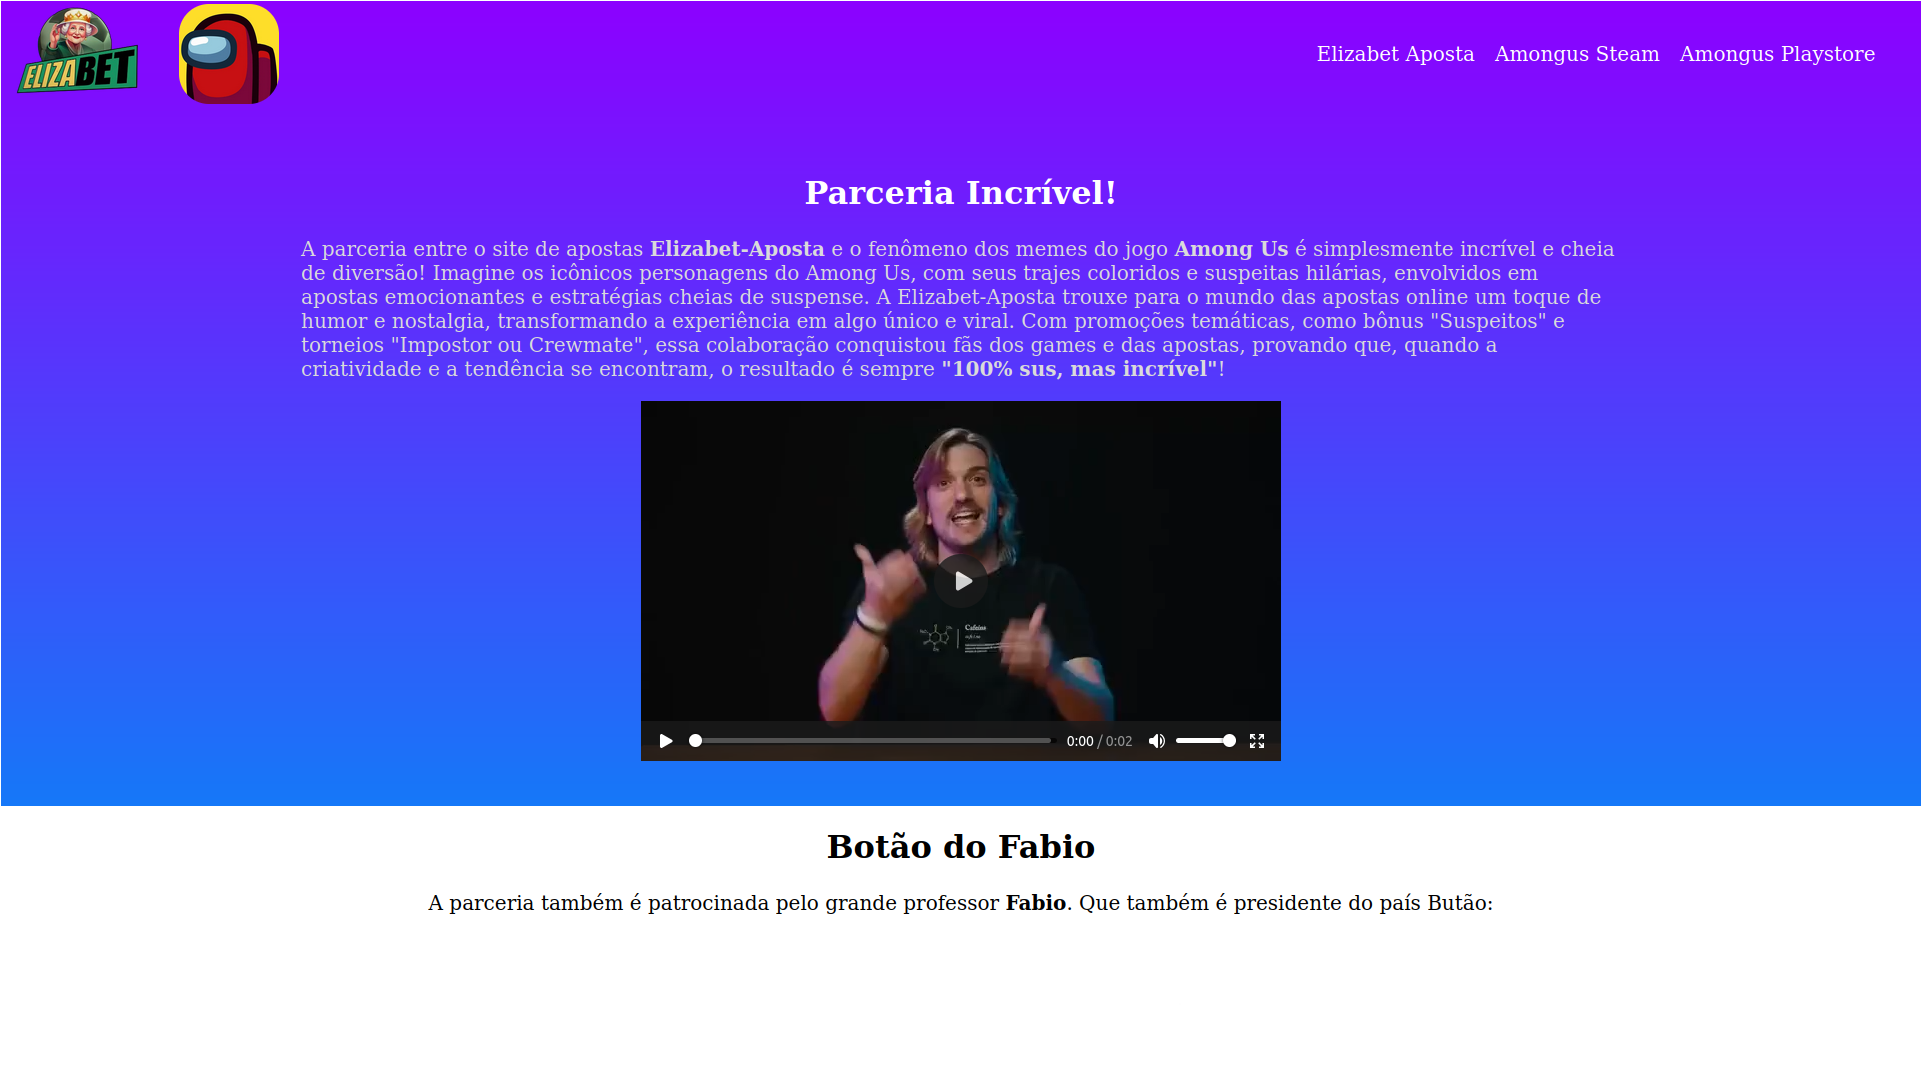 ELIZABET
Elizabet Aposta Amongus Steam Amongus Playstore
Parceria Incrível!
A parceria entre o site de apostas Elizabet-Aposta e o fenômeno dos memes do jogo Among Us é simplesmente incrível e cheia
de diversão! Imagine os icônicos personagens do Among Us, com seus trajes coloridos e suspeitas hilárias, envolvidos em
apostas emocionantes e estratégias cheias de suspense. A Elizabet-Aposta trouxe para o mundo das apostas online um toque de
humor e nostalgia, transformando a experiência em algo único e viral. Com promoções temáticas, como bônus "Suspeitos" e
torneios "Impostor ou Crewmate", essa colaboração conquistou fãs dos games e das apostas, provando que, quando a
criatividade e a tendência se encontram, o resultado é sempre "100% sus, mas incrível"!
Cafeína
0:00 / 0:02
Botão do Fabio
A parceria também é patrocinada pelo grande professor Fabio. Que também é presidente do país Butão: